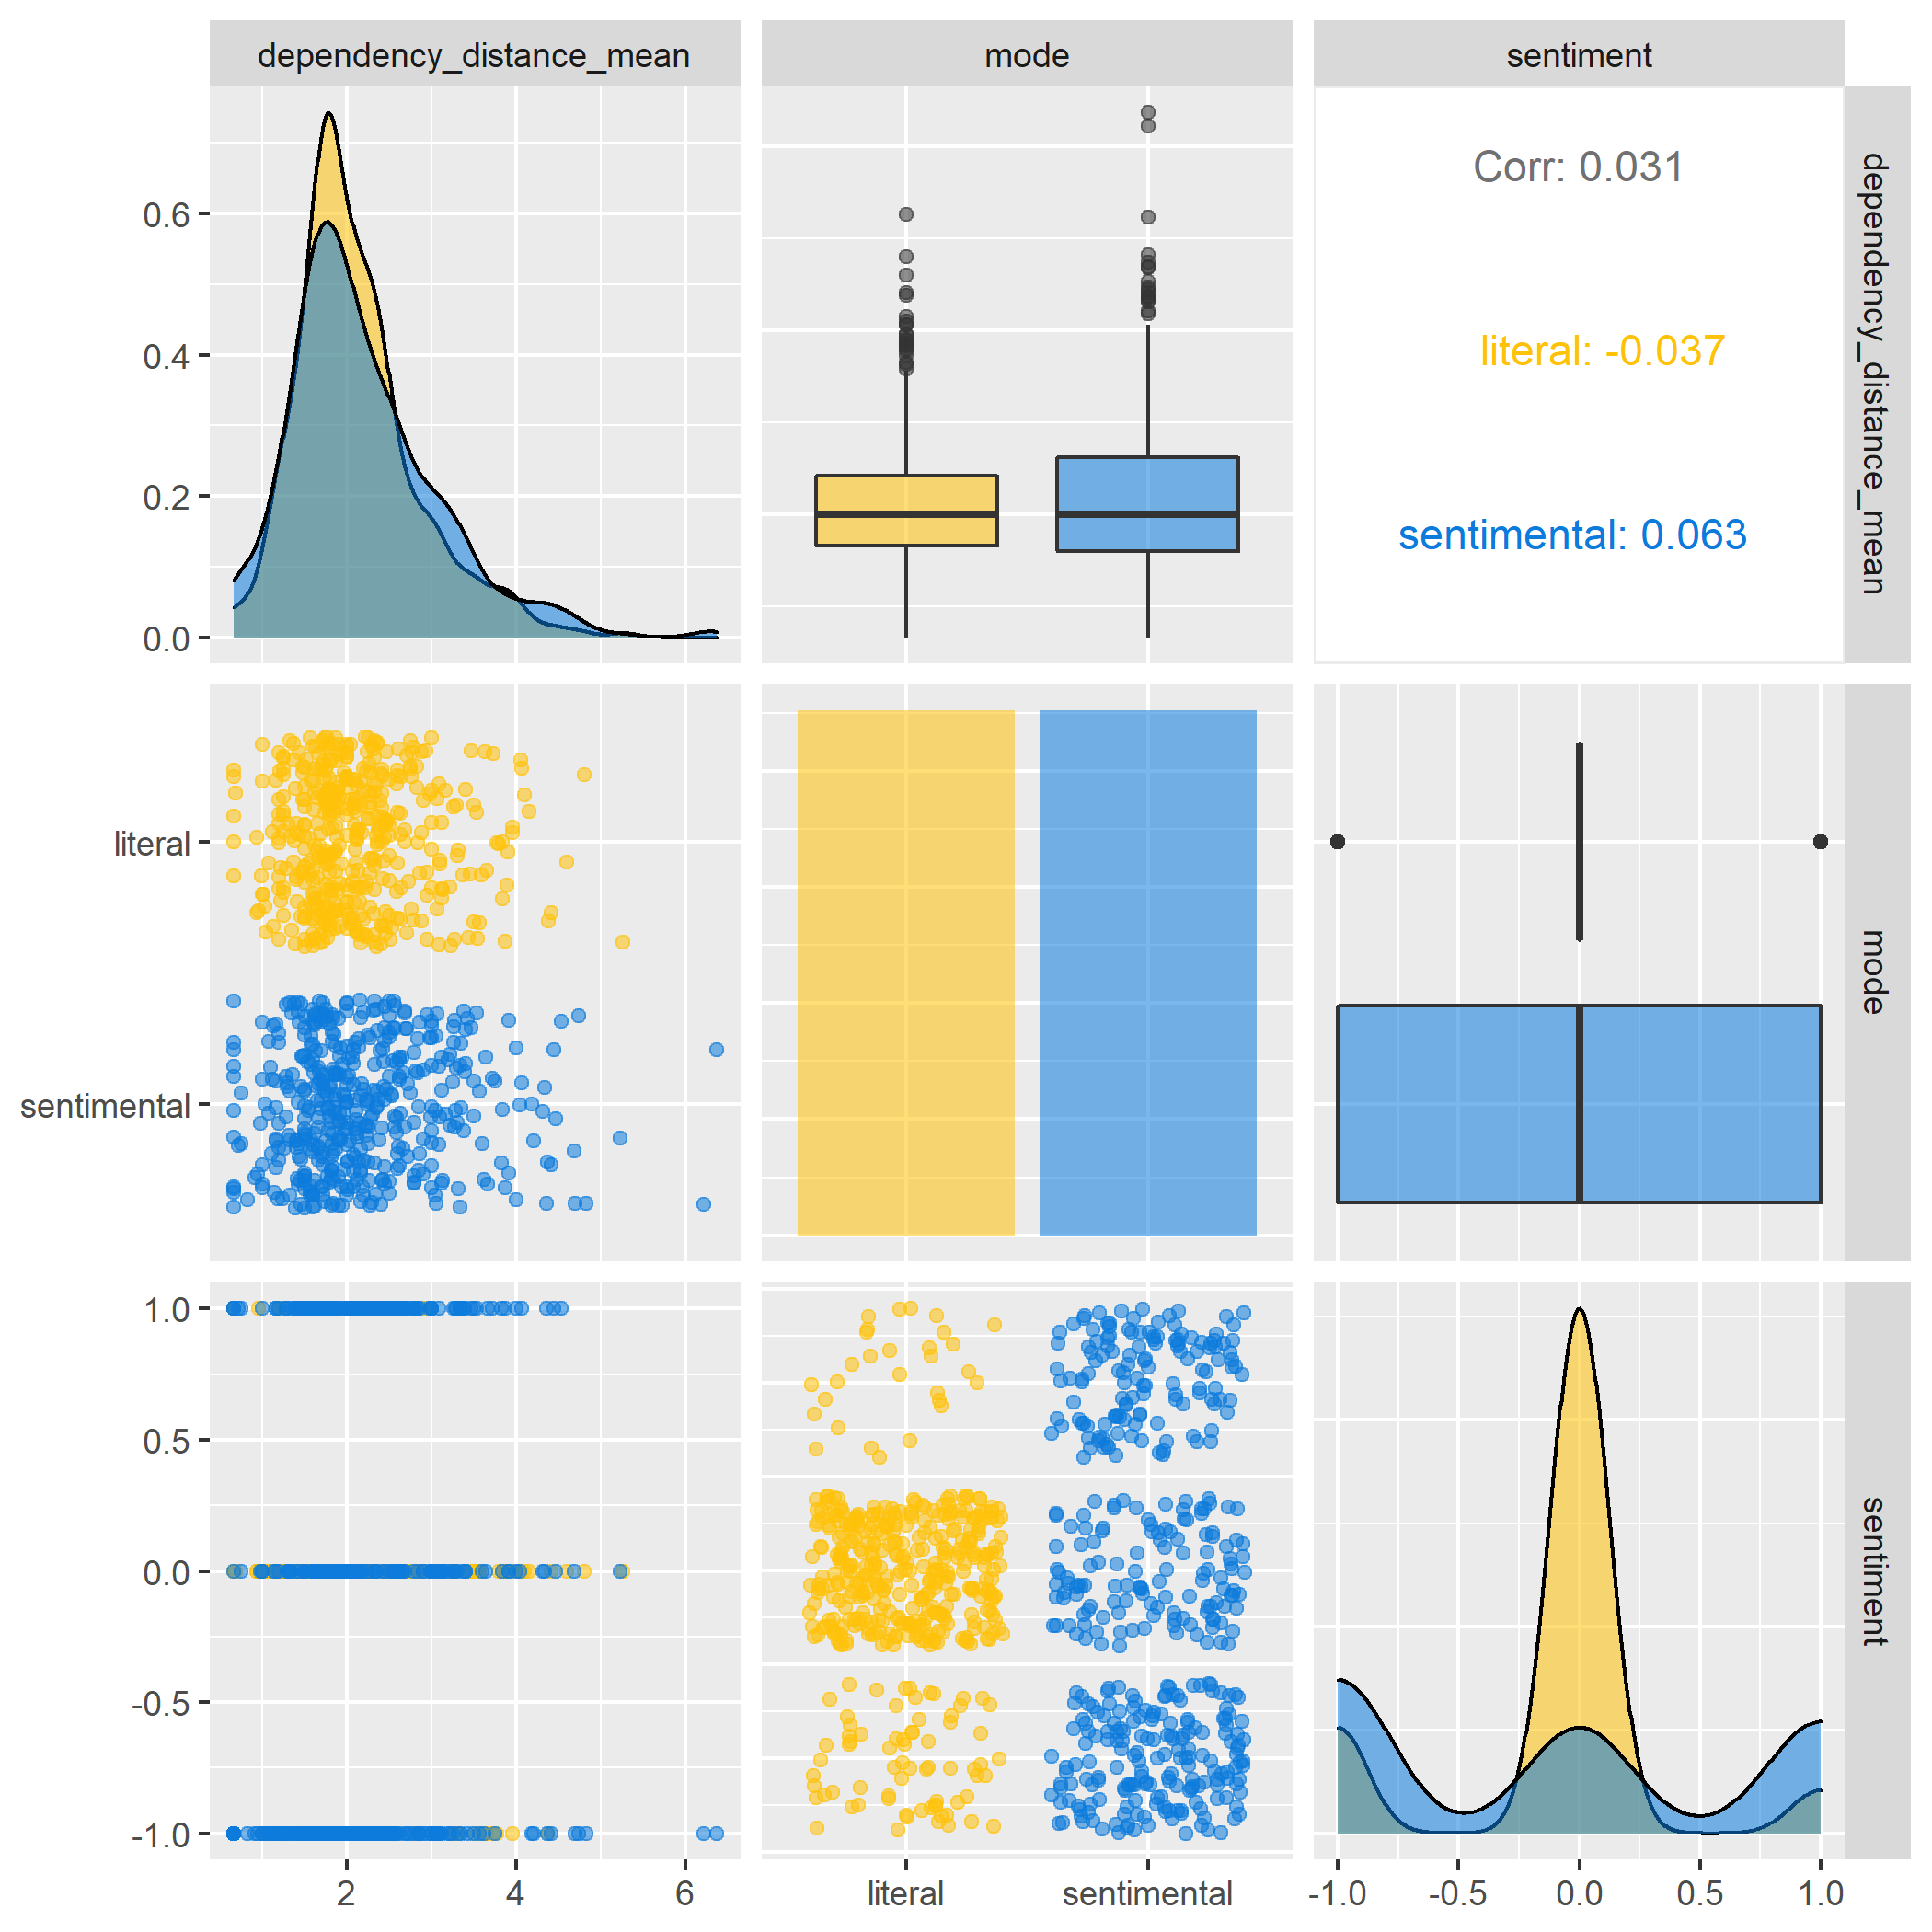 dependency_distance_mean
mode
sentiment
Corr: 0.031
literal: -0.037
sentimental: 0.063
dependency_distance_mean
0.6
0.4
0.2
0.0
literal
sentimental
mode
1.0
0.5
0.0
-0.5
-1.0
sentiment
2
4
6
literal
sentimental
-1.0
-0.5
0.0
0.5
1.0